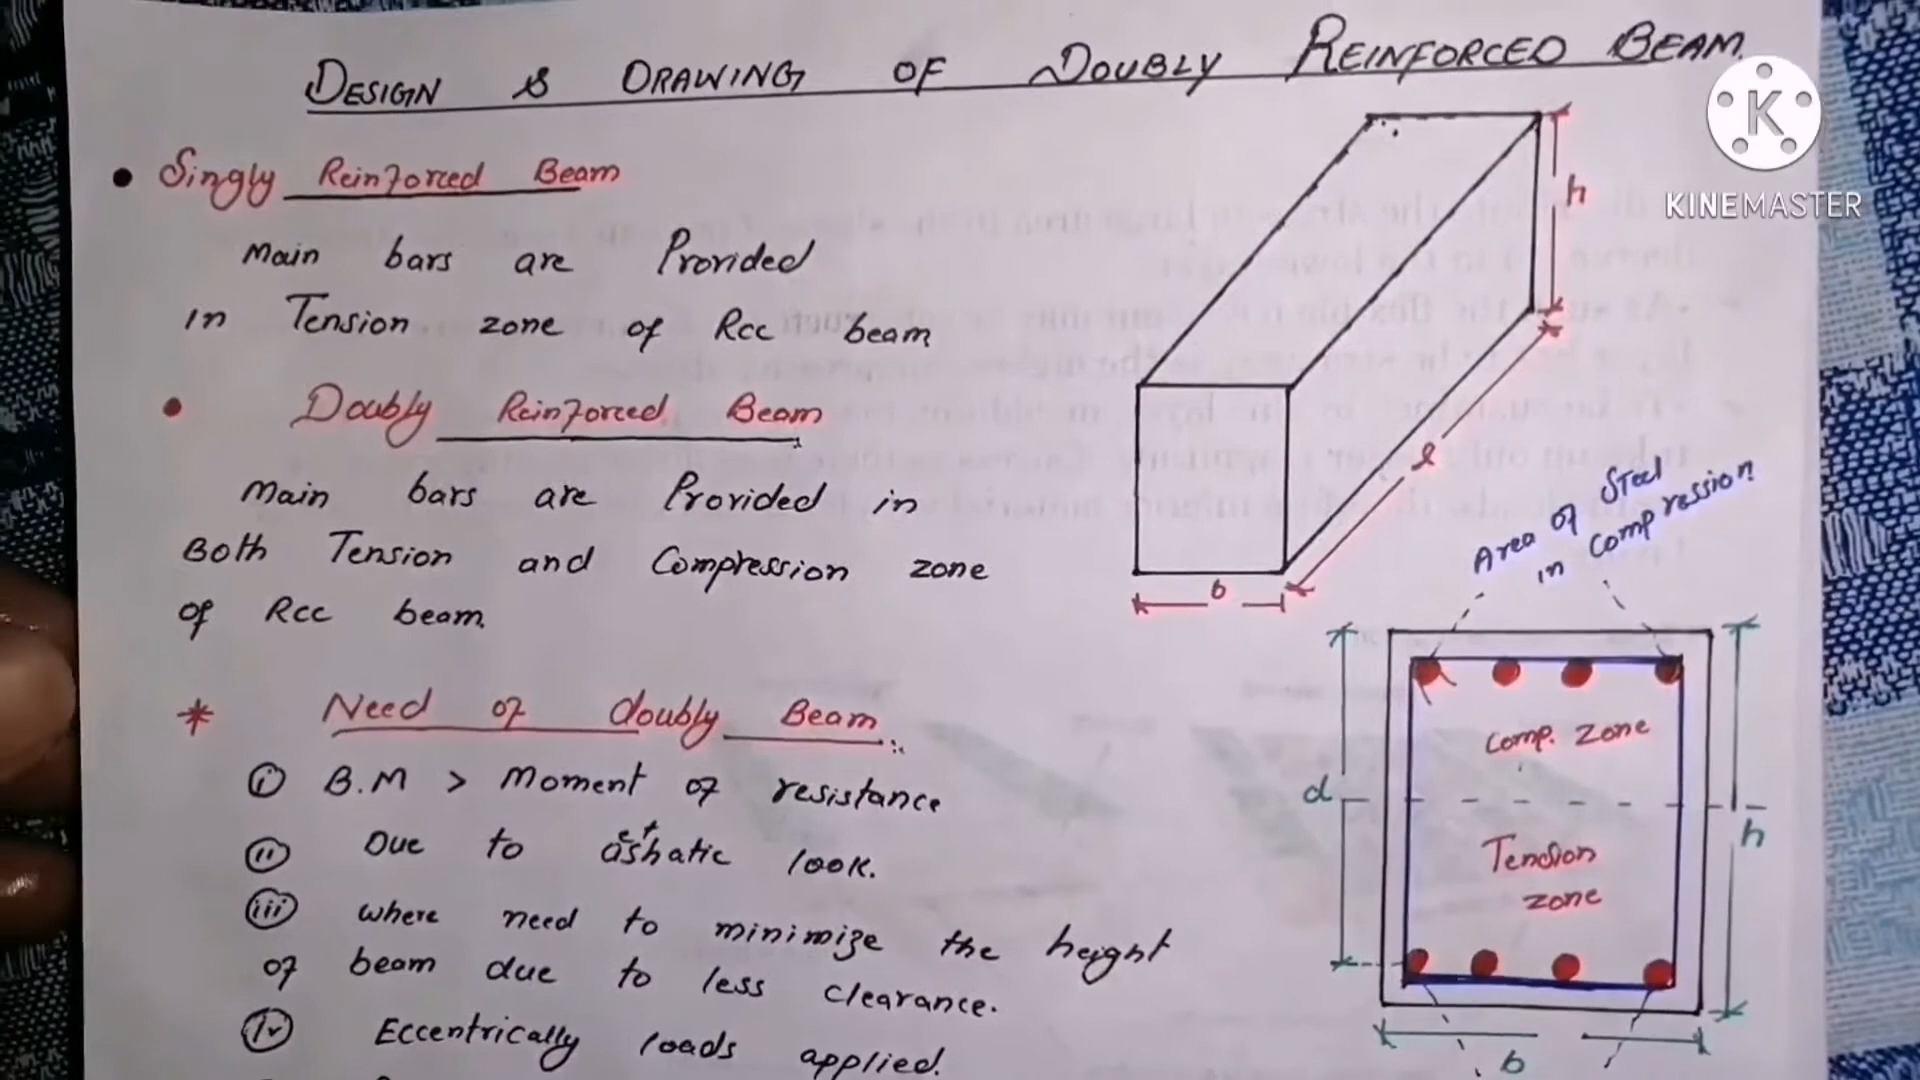 DESIGN & DRAWING OF DOUBLY REINFORCED BEAM.
K
KINEMASTER
• Singly Reinforced Beam
Main bars are Provided
in Tension zone of Rcc beam
• Doubly Reinforced Beam
Main bars are Provided in
Both Tension and Compression zone
of Rcc beam.
* Need of doubly Beam
(i) B.M > Moment of resistance
(ii) Due to look.
(iii) where need to minimize the height
of beam due to less clearance.
(iv) Eccentrically loads applied.
h
l
b
Area of Steel
in Compression
Comp. Zone
d
h
Tension
zone
b